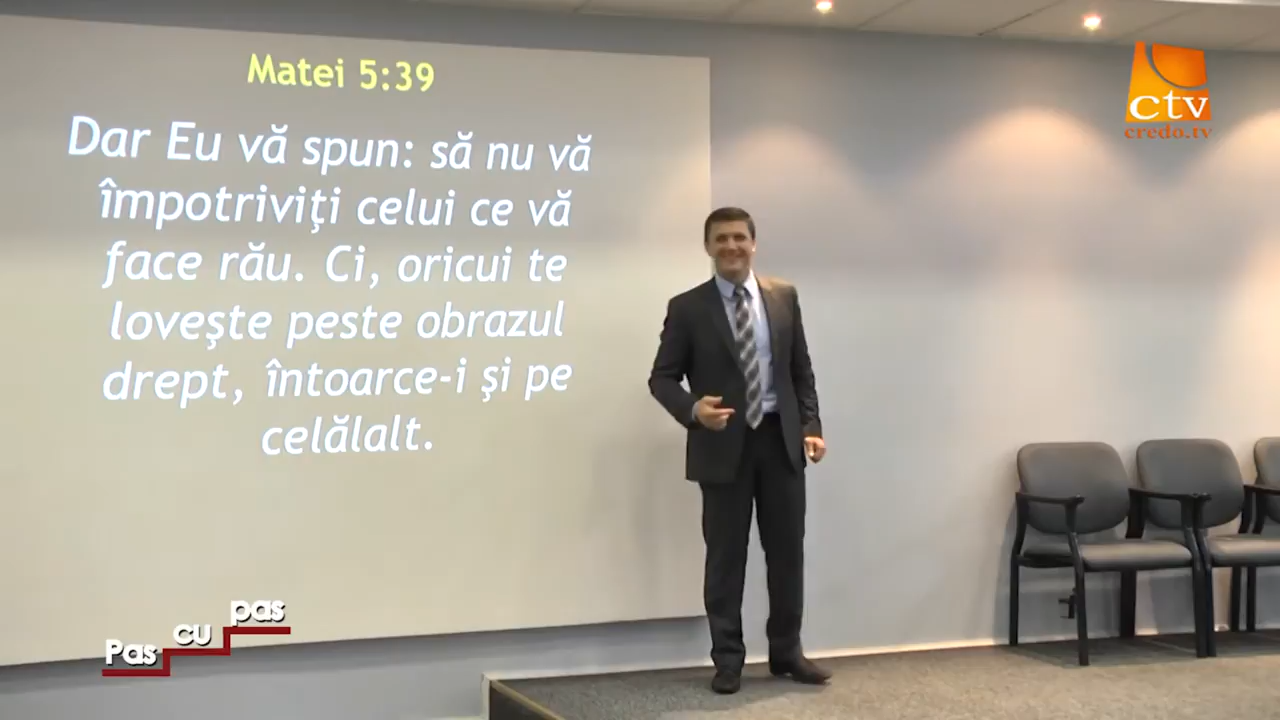 Matei 5:39
Dar Eu vă spun: să nu vă
împotriviţi celui ce vă
face rău. Ci, oricui te
loveşte peste obrazul
drept, întoarce-i şi pe
celălalt.
ctv
credo.tv
Pas cu pas